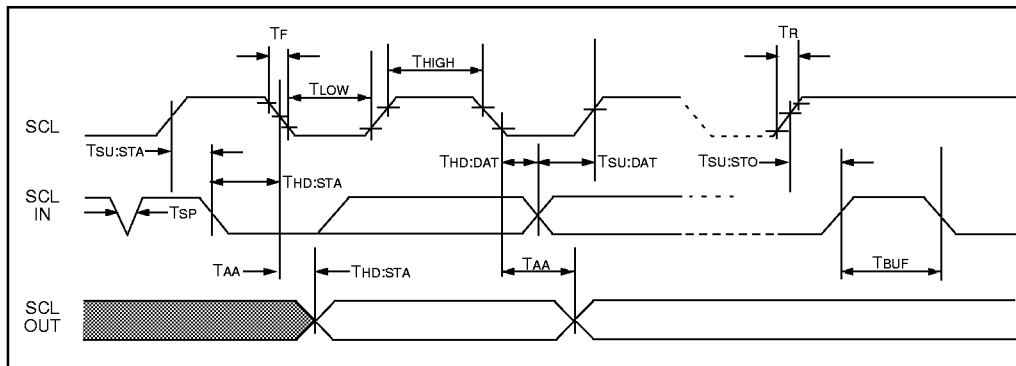 TF
TR
THIGH
TLOW
SCL
TSU:STA
THD:DAT
TSU:DAT
TSU:STO
THD:STA
SCL
IN
TSP
TAA
THD:STA
TAA
TBUF
SCL
OUT